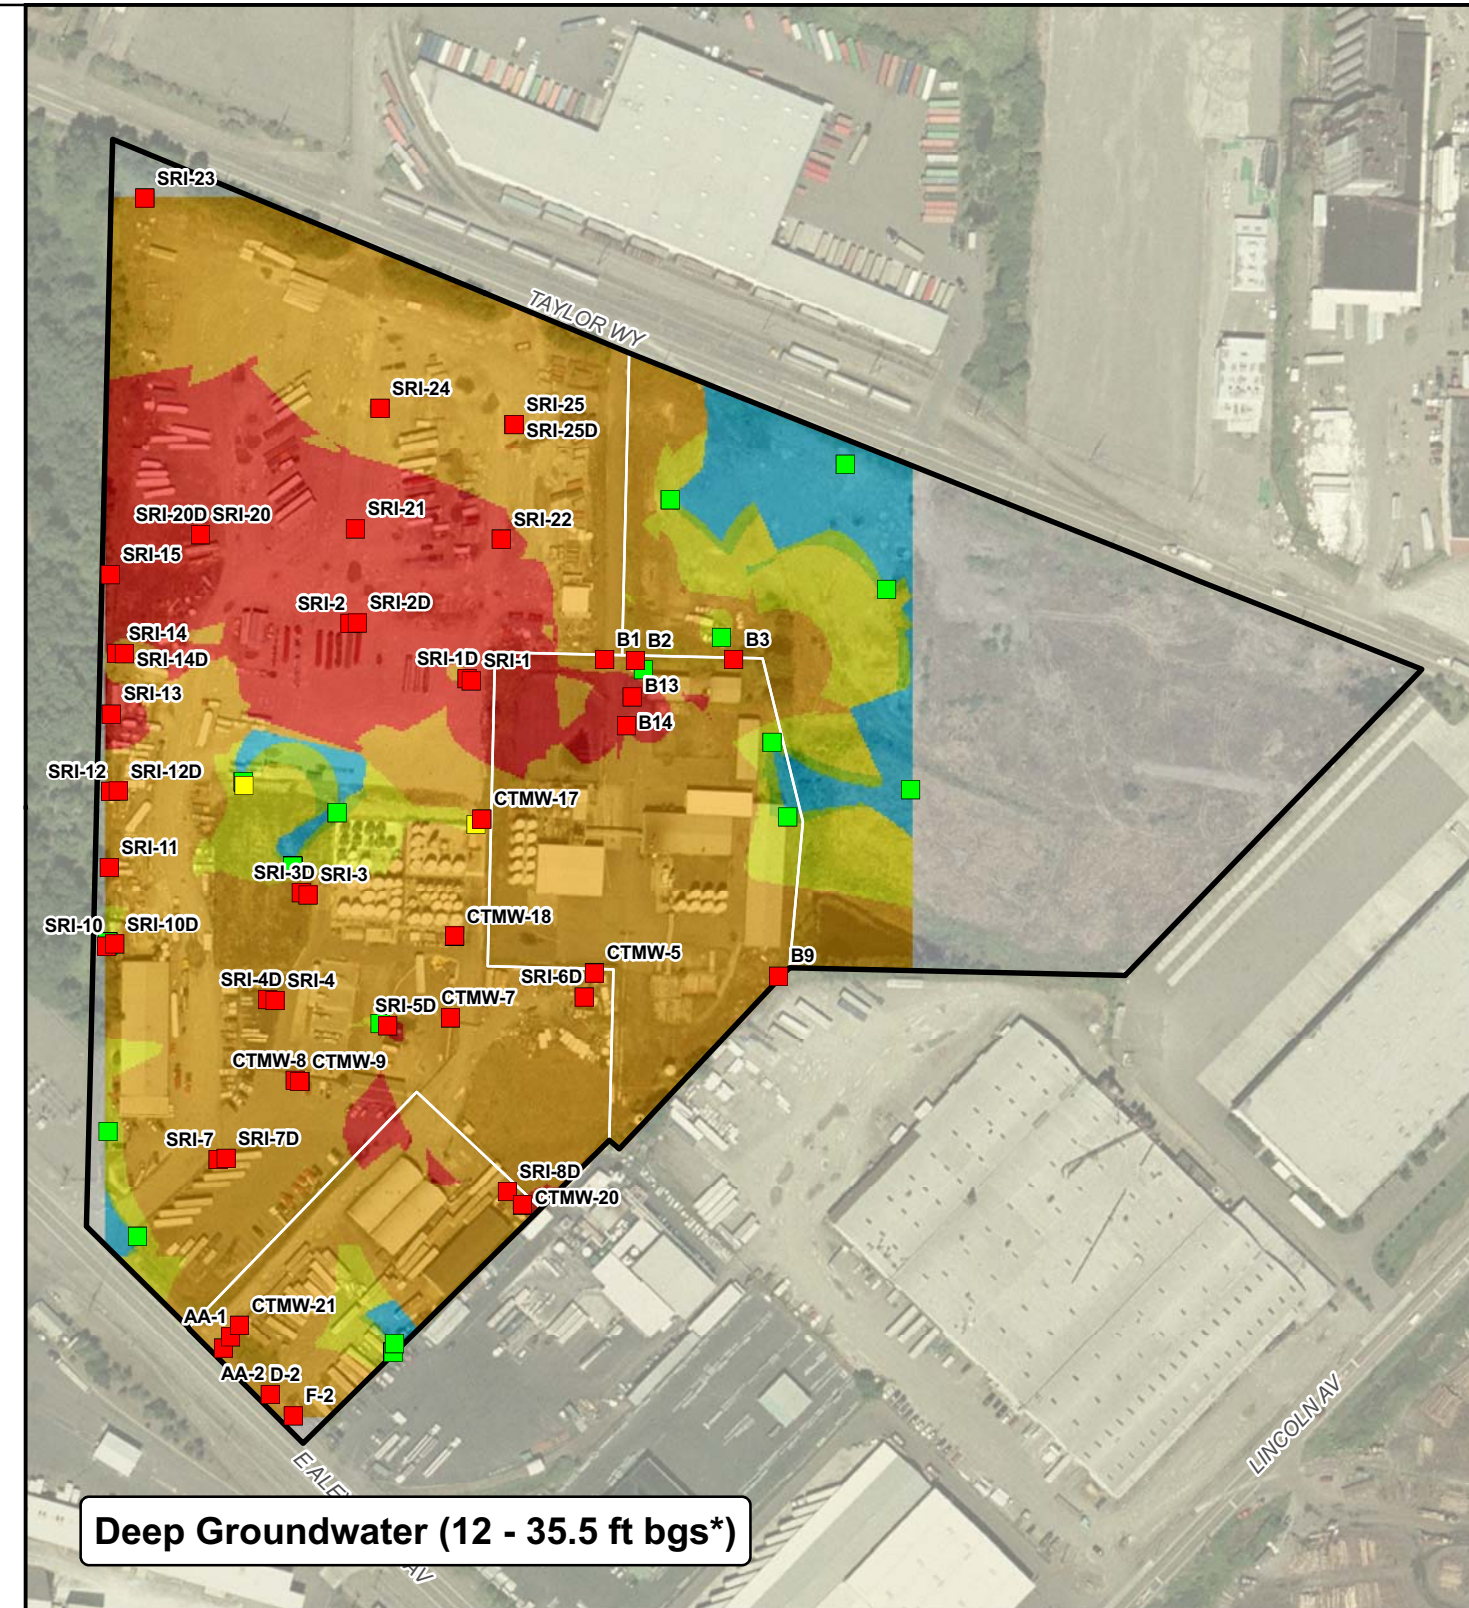 SRI-23
TAYLOR WY
SRI-24
SRI-25
SRI-25D
SRI-20D SRI-20
SRI-21
SRI-22
SRI-15
SRI-2 SRI-2D
SRI-14
SRI-14D
B1 B2 B3
SRI-1D SRI-1
SRI-13
B13
B14
SRI-12 SRI-12D
CTMW-17
SRI-11
SRI-3D SRI-3
SRI-10 SRI-10D
CTMW-18
CTMW-5
B9
SRI-6D
SRI-4D SRI-4
SRI-5D CTMW-7
CTMW-8 CTMW-9
SRI-7 SRI-7D
SRI-8D
CTMW-20
AA-1 CTMW-21
AA-2 D-2
F-2
LINCOLN AV
E ALE
AV
Deep Groundwater (12 - 35.5 ft bgs*)